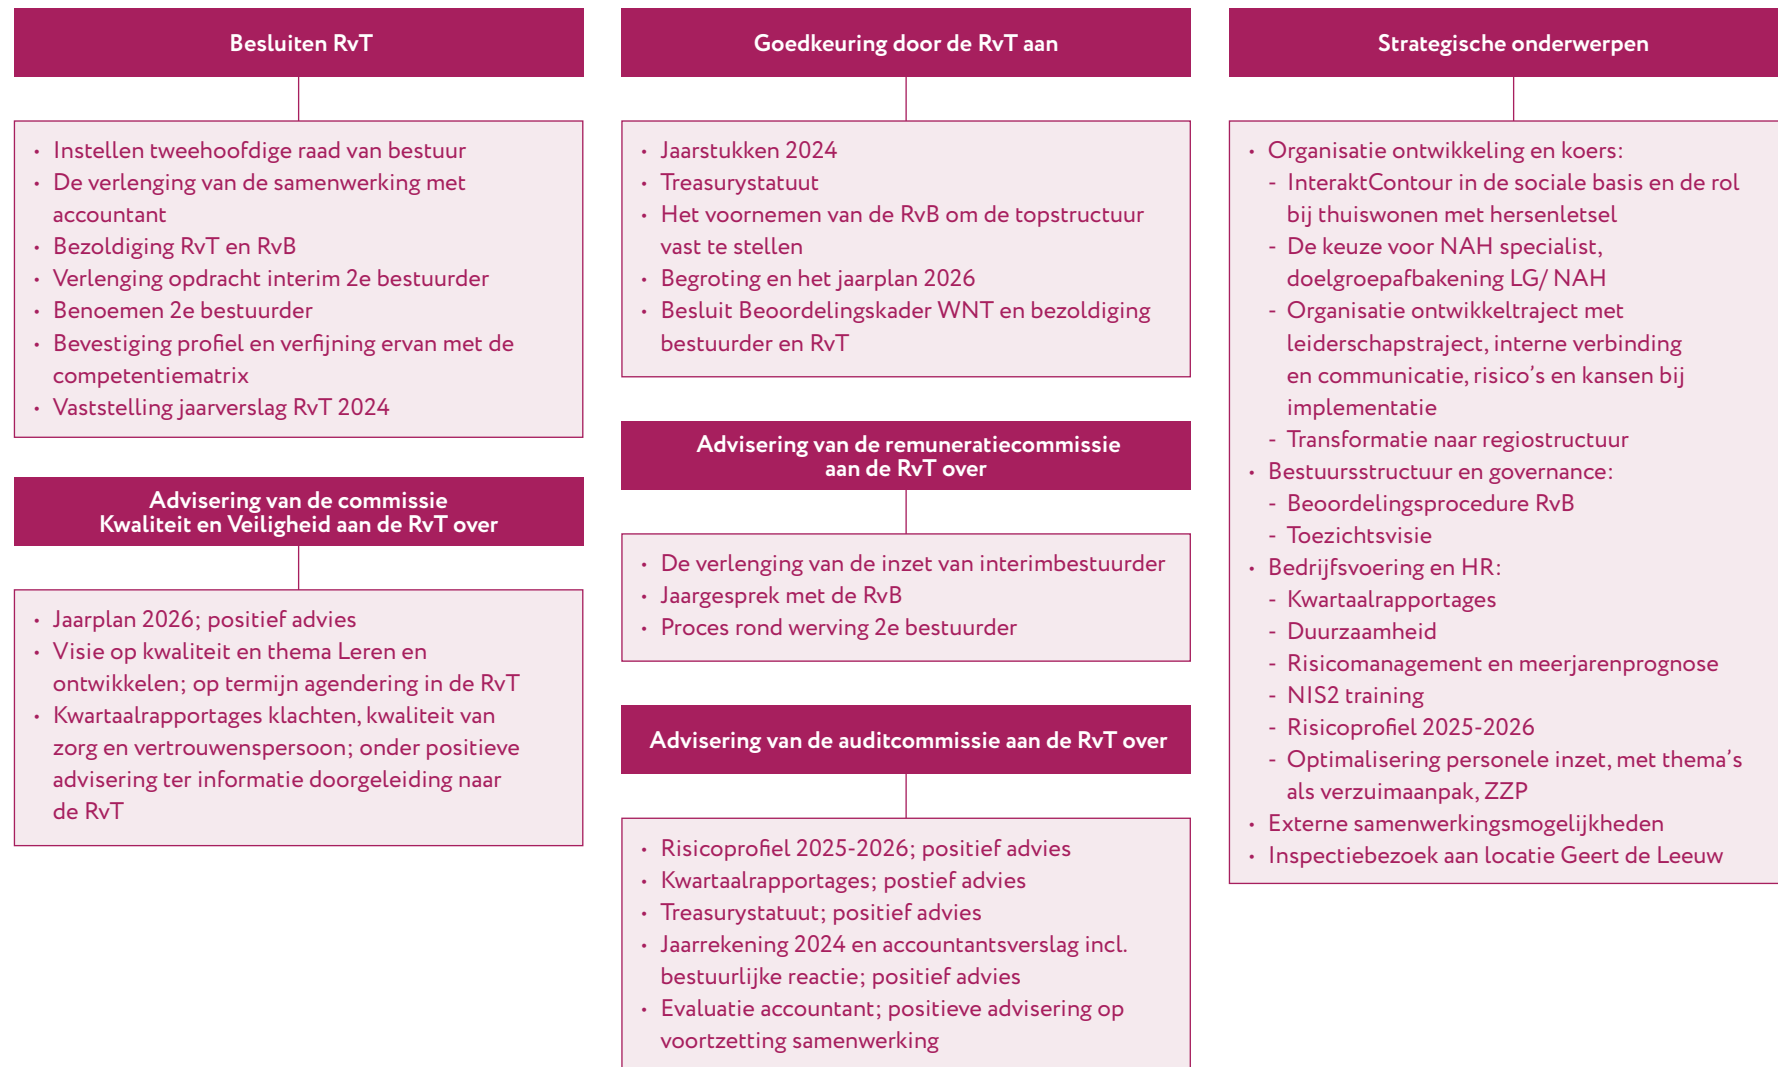 Besluiten RvT
• Instellen tweehoofdige raad van bestuur
• De verlenging van de samenwerking met
accountant
• Bezoldiging RvT en RvB
• Verlenging opdracht interim 2e bestuurder
• Benoemen 2e bestuurder
• Bevestiging profiel en verfijning ervan met de
competentiematrix
• Vaststelling jaarverslag RvT 2024
Advisering van de commissie
Kwaliteit en Veiligheid aan de RvT over
• Jaarplan 2026; positief advies
• Visie op kwaliteit en thema Leren en
ontwikkelen; op termijn agendering in de RvT
• Kwartaalrapportages klachten, kwaliteit van
zorg en vertrouwenspersoon; onder positieve
advisering ter informatie doorgeleiding naar
de RvT
Goedkeuring door de RvT aan
• Jaarstukken 2024
• Treasurystatuut
• Het voornemen van de RvB om de topstructuur
vast te stellen
• Begroting en het jaarplan 2026
• Besluit Beoordelingskader WNT en bezoldiging
bestuurder en RvT
Advisering van de remuneratiecommissie
aan de RvT over
• De verlenging van de inzet van interimbestuurder
• Jaargesprek met de RvB
• Proces rond werving 2e bestuurder
Advisering van de auditcommissie aan de RvT over
• Risicoprofiel 2025-2026; positief advies
• Kwartaalrapportages; postief advies
• Treasurystatuut; positief advies
• Jaarrekening 2024 en accountantsverslag incl.
bestuurlijke reactie; positief advies
• Evaluatie accountant; positieve advisering op
voortzetting samenwerking
Strategische onderwerpen
• Organisatie ontwikkeling en koers:
- InteraktContour in de sociale basis en de rol
bij thuiswonen met hersenletsel
- De keuze voor NAH specialist,
doelgroepafbakening LG/ NAH
- Organisatie ontwikkeltraject met
leiderschapstraject, interne verbinding
en communicatie, risico's en kansen bij
implementatie
- Transformatie naar regiostructuur
• Bestuursstructuur en governance:
- Beoordelingsprocedure RvB
- Toezichtsvisie
• Bedrijfsvoering en HR:
- Kwartaalrapportages
- Duurzaamheid
- Risicomanagement en meerjarenprognose
- NIS2 training
- Risicoprofiel 2025-2026
- Optimalisering personele inzet, met thema's
als verzuimaanpak, ZZP
• Externe samenwerkingsmogelijkheden
• Inspectiebezoek aan locatie Geert de Leeuw